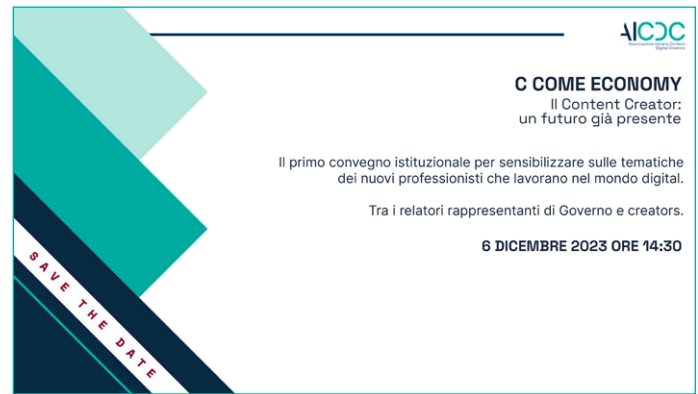 AICDC
Associazione Italiana Content
Digital Creators
C COME ECONOMY
Il Content Creator:
un futuro già presente
Il primo convegno istituzionale per sensibilizzare sulle tematiche
dei nuovi professionisti che lavorano nel mondo digital.
Tra i relatori rappresentanti di Governo e creators.
6 DICEMBRE 2023 ORE 14:30
SAVE THE DATE